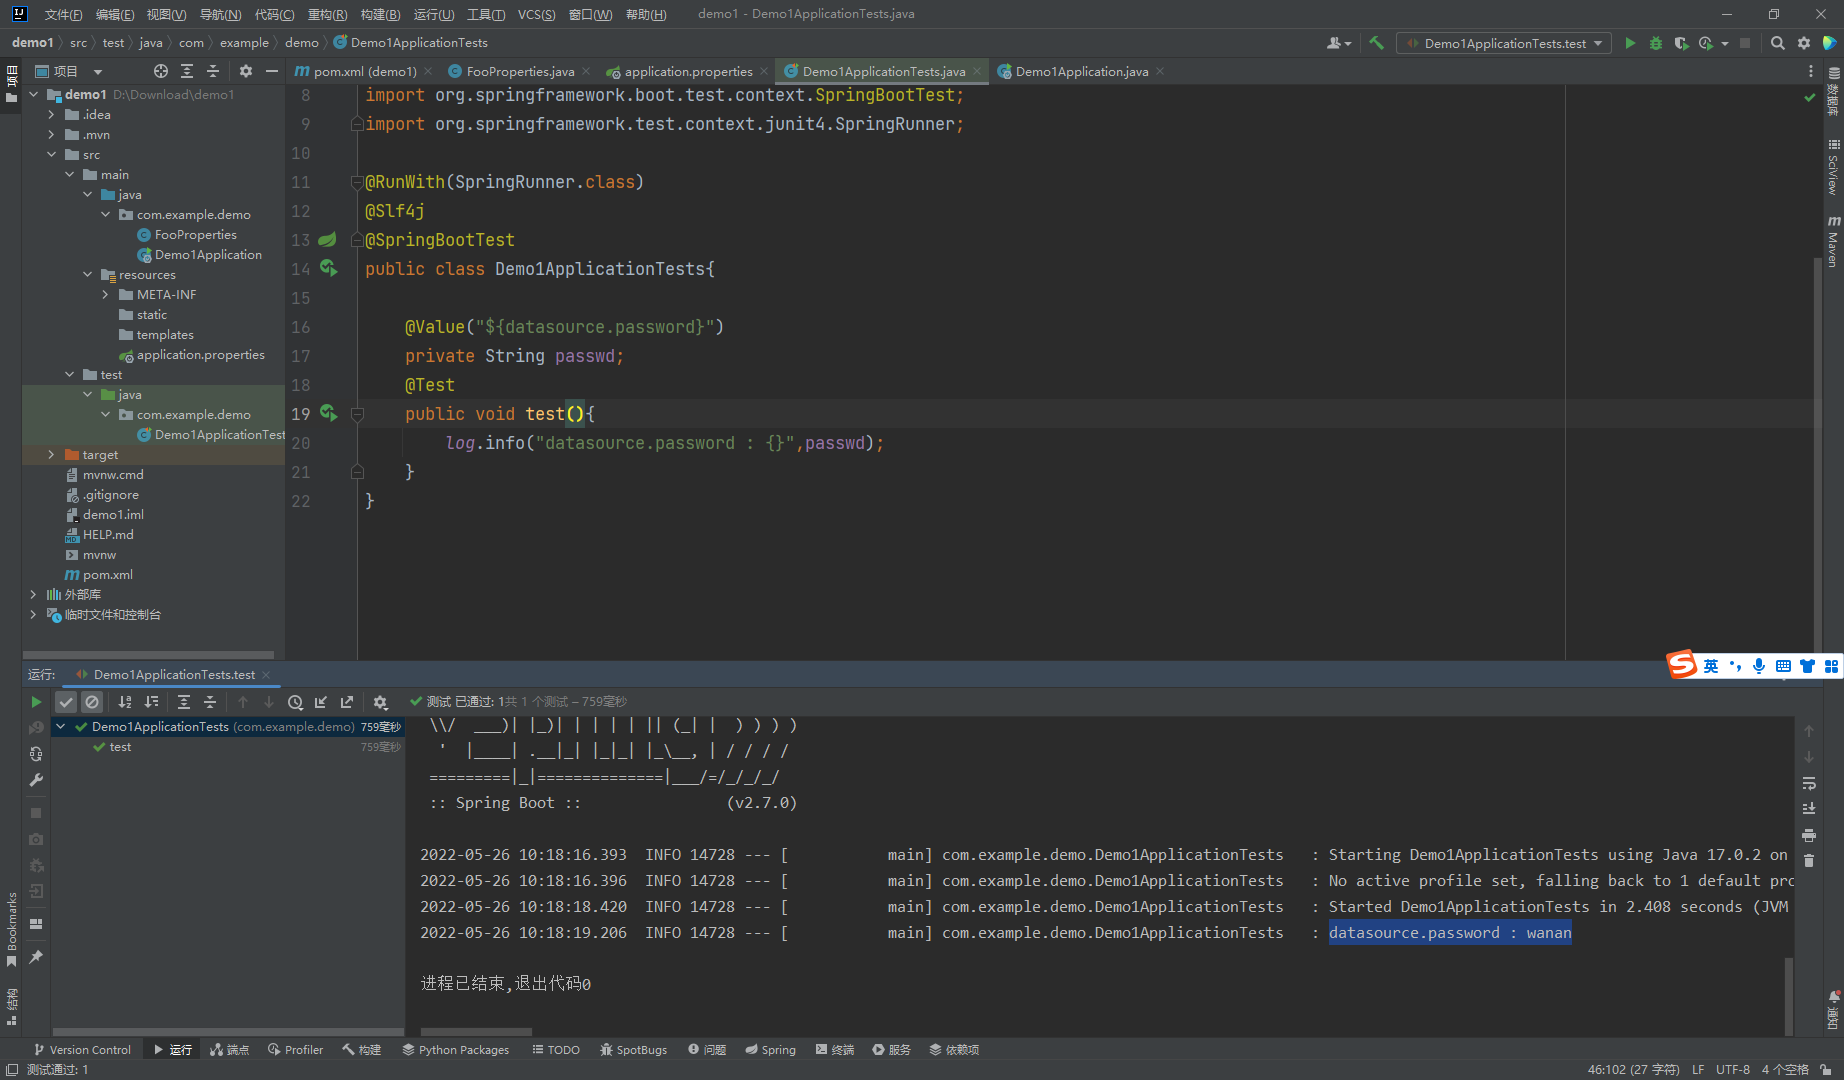 文件(F) 编辑(E) 视图(V) 导航(N) 代码(C) 重构(R) 构建(B) 运行(U) 工具(T) VCS(S) 窗口(W) 帮助(H) demo1 - Demo1ApplicationTests.java
demo1 src test java com example demo Demo1ApplicationTests
Demo1ApplicationTests.test
项目
项目
pom.xml (demo1) FooProperties.java application.properties Demo1ApplicationTests.java Demo1Application.java
demo1 D:\Download\demo1
.idea
.mvn
src
main
java
com.example.demo
FooProperties
Demo1Application
resources
META-INF
static
templates
application.properties
test
java
com.example.demo
Demo1ApplicationTest
target
mvnw.cmd
.gitignore
demo1.iml
HELP.md
mvnw
pom.xml
外部库
临时文件和控制台
8 import org.springframework.boot.test.context.SpringBootTest;
9 import org.springframework.test.context.junit4.SpringRunner;
10
11 @RunWith(SpringRunner.class)
12 @Slf4j
13 @SpringBootTest
14 public class Demo1ApplicationTests{
15
16 @Value("${datasource.password}")
17 private String passwd;
18 @Test
19 public void test(){
20 log.info("datasource.password : {}",passwd);
21 }
22 }
数据库
SciView
Maven
英
运行: Demo1ApplicationTests.test
测试 已通过: 1共 1 个测试 – 759毫秒
Demo1ApplicationTests (com.example.demo) 759毫秒
test 759毫秒
\\/  ___)| |_)| | | | | || (_| |  ) ) ) )
'  |____| .__|_| |_|_| |_\__, | / / / /
=========|_|==============|___/=/_/_/_/
:: Spring Boot :: (v2.7.0)
2022-05-26 10:18:16.393  INFO 14728 --- [           main] com.example.demo.Demo1ApplicationTests   : Starting Demo1ApplicationTests using Java 17.0.2 on
2022-05-26 10:18:16.396  INFO 14728 --- [           main] com.example.demo.Demo1ApplicationTests   : No active profile set, falling back to 1 default pro
2022-05-26 10:18:18.420  INFO 14728 --- [           main] com.example.demo.Demo1ApplicationTests   : Started Demo1ApplicationTests in 2.408 seconds (JVM
2022-05-26 10:18:19.206  INFO 14728 --- [           main] com.example.demo.Demo1ApplicationTests   : datasource.password : wanan
进程已结束,退出代码0
Bookmarks
结构
通知
Version Control 运行 端点 Profiler 构建 Python Packages TODO SpotBugs 问题 Spring 终端 服务 依赖项
测试通过: 1 46:102 (27 字符) LF UTF-8 4 个空格